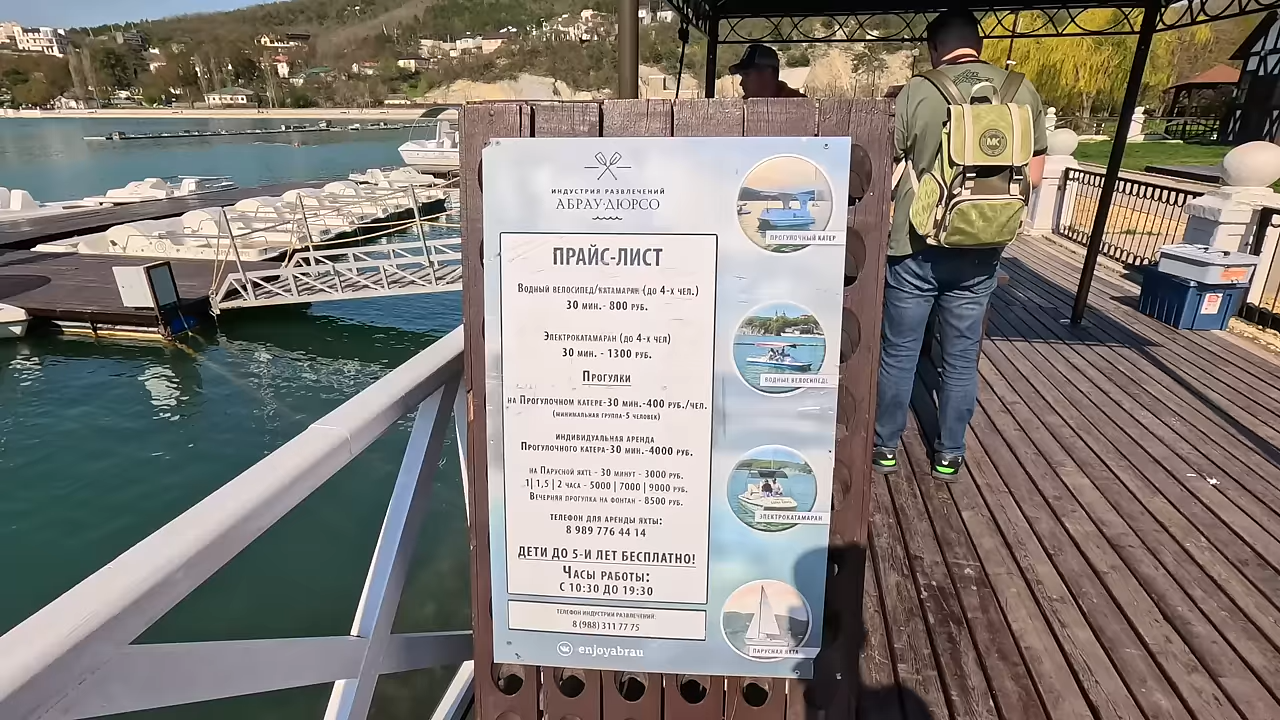 ИНДУСТРИЯ РАЗВЛЕЧЕНИЙ
АБРАУ-ДЮРСО
ПРАЙС-ЛИСТ
Водный велосипед/катамаран (до 4-х чел.)
30 мин.- 800 руб.
Электрокатамаран (до 4-х чел)
30 мин. - 1300 руб.
Прогулки
на Прогулочном катере-30 мин.-400 руб./чел.
(минимальная группа-5 человек)
индивидуальная аренда
Прогулочного катера-30 мин.-4000 руб.
на Парусной яхте - 30 минут - 3000 руб.
1| 1,5 | 2 часа - 5000 | 7000 | 9000 руб.
Вечерняя прогулка на фонтан - 8500 руб.
телефон для аренды яхты:
8 989 776 44 14
ДЕТИ ДО 5-И ЛЕТ БЕСПЛАТНО!
Часы работы:
с 10:30 до 19:30
телефон Индустрии развлечений:
8 (988) 311 77 75
enjoyabrau
ПРОГУЛОЧНЫЙ КАТЕР
ВОДНЫЕ ВЕЛОСИПЕДЫ
ЭЛЕКТРОКАТАМАРАН
ПАРУСНАЯ ЯХТА
MK